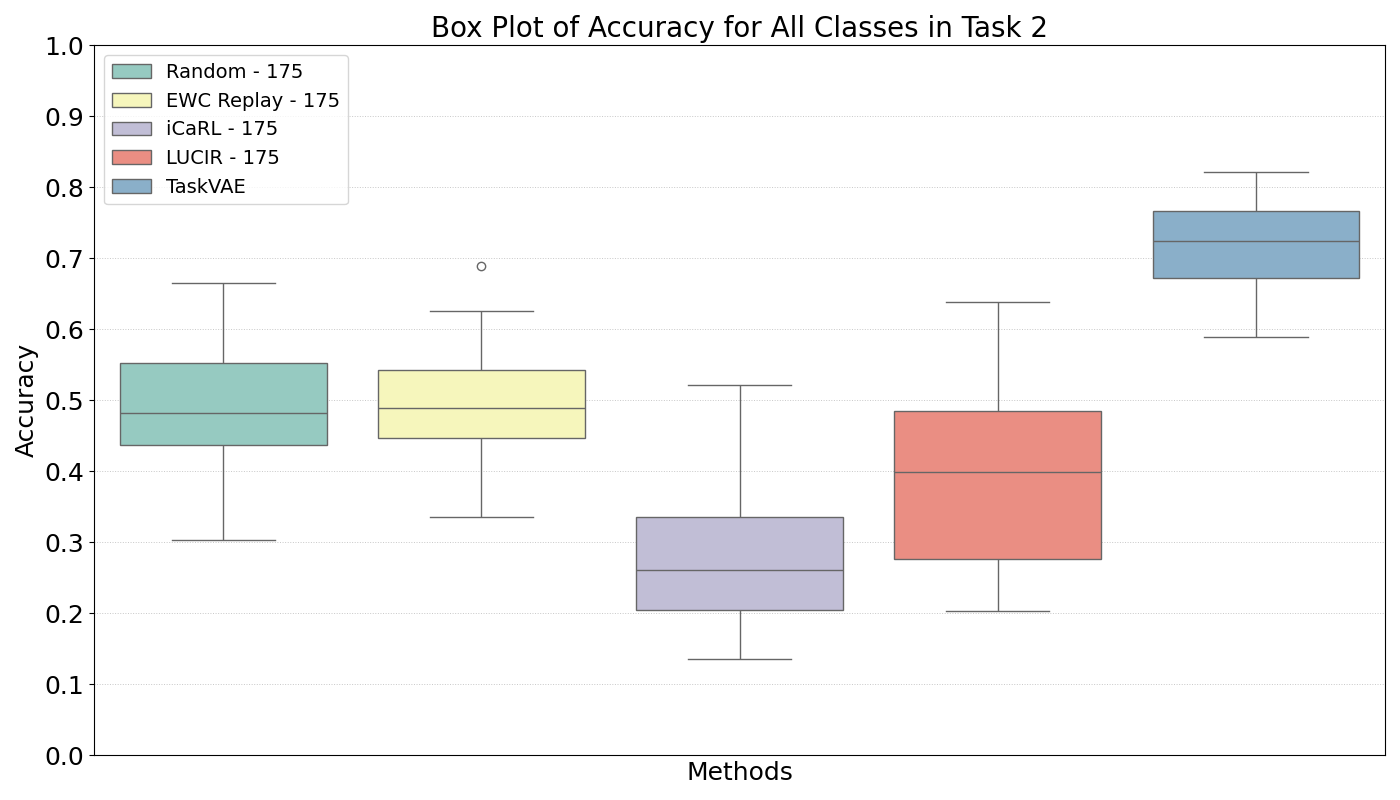 Box Plot of Accuracy for All Classes in Task 2
1.0
0.9
0.8
0.7
0.6
0.5
0.4
0.3
0.2
0.1
0.0
Accuracy
Random - 175
EWC Replay - 175
iCaRL - 175
LUCIR - 175
TaskVAE
Methods